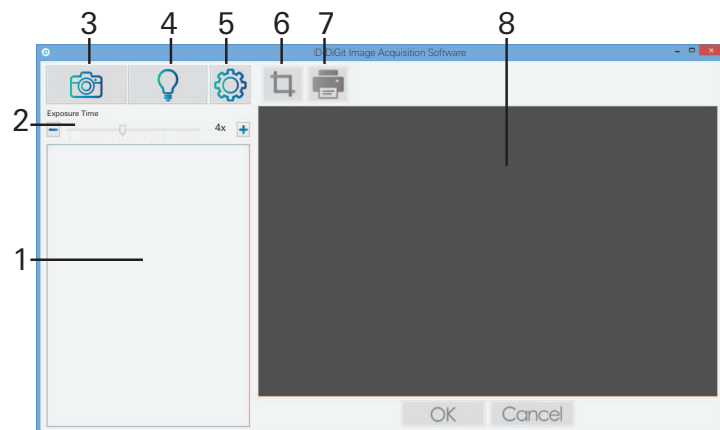 3 4 5 6 7 8
!D-DiGit Image Acquisition Software
Exposure Time
2
4x
1
OK Cancel